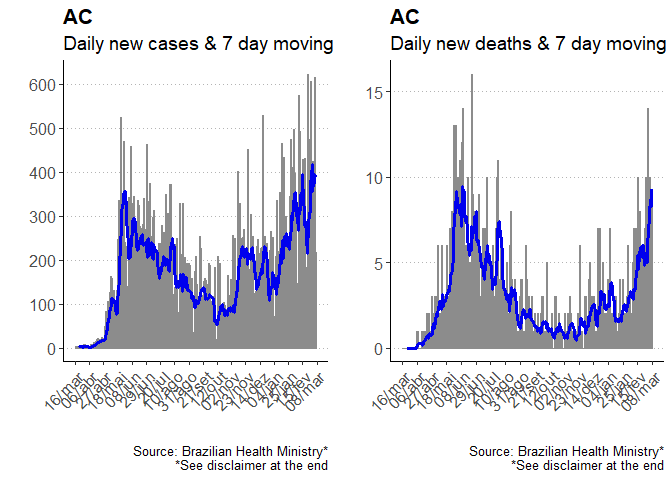 AC
Daily new cases & 7 day moving
600
500
400
300
200
100
0
16/mar
06/abr
27/abr
18/mai
08/jun
29/jun
20/jul
10/ago
31/ago
21/set
12/out
02/nov
23/nov
14/dez
04/jan
25/jan
15/fev
08/mar
Source: Brazilian Health Ministry*
*See disclaimer at the end
AC
Daily new deaths & 7 day moving
15
10
5
0
16/mar
06/abr
27/abr
18/mai
08/jun
29/jun
20/jul
10/ago
31/ago
21/set
12/out
02/nov
23/nov
14/dez
04/jan
25/jan
15/fev
08/mar
Source: Brazilian Health Ministry*
*See disclaimer at the end